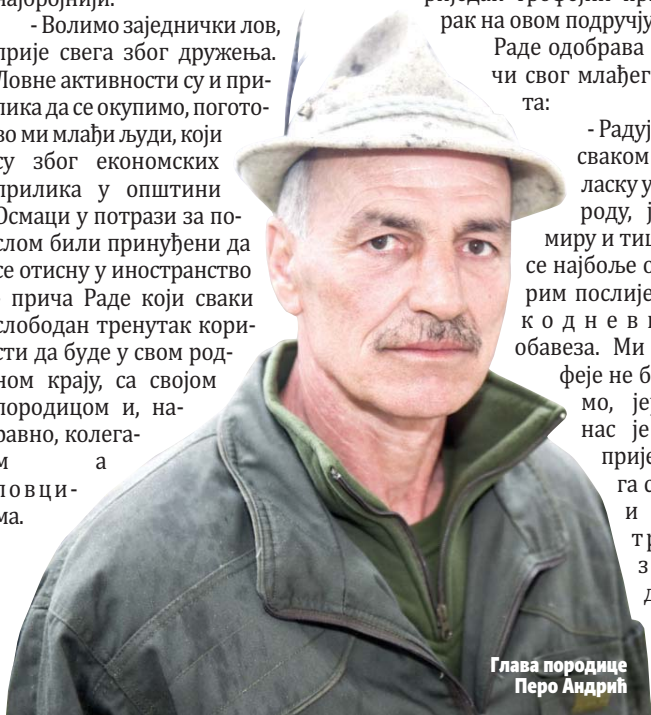 - Волимо заједнички лов,
прије свега због дружења.
Ловне активности су и при-
лика да се окупимо, погото-
во ми млађи људи, који
су због економских
прилика у општини
Осмаци у потрази за по-
слом били принуђени да
се отисну у иностранство
- прича Раде који сваки
слободан тренутак кори-
сти да буде у свом род-
ном крају, са својом
породицом и, на-
равно, колега-
м а
ловци-
ма.
рак на овом подручју
Раде одобрава
чи свог млађег
та:
- Радуј
сваком
ласку у
роду, ј
миру и тиш
се најбоље о
рим послије
к о д н е в
обавеза. Ми
феје не б
мо, јер
нас је
прије
га с
и
тр
з
д
Глава породице
Перо Андрић